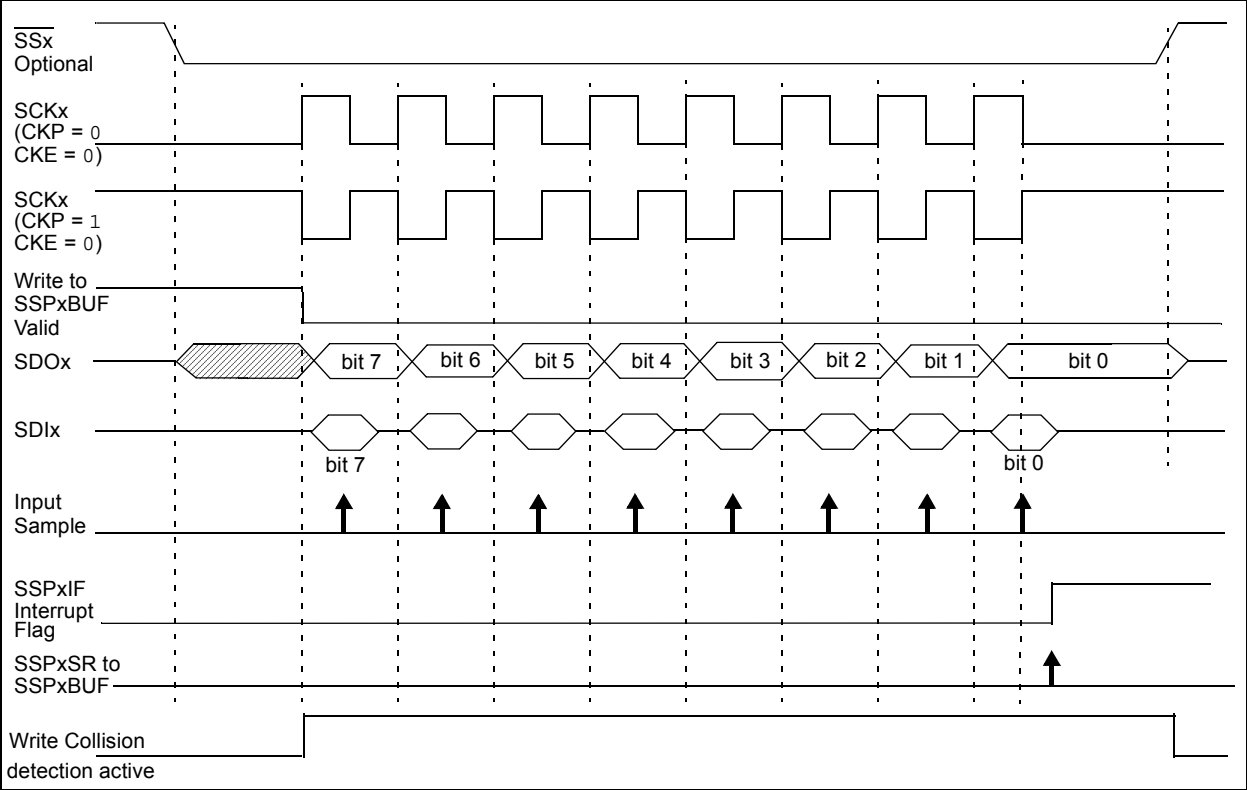 SSx
Optional
SCKx
(CKP = 0
CKE = 0)
SCKx
(CKP = 1
CKE = 0)
Write to
SSPxBUF
Valid
SDOx
bit 7
bit 6
bit 5
bit 4
bit 3
bit 2
bit 1
bit 0
SDIx
bit 7
bit 0
Input
Sample
SSPxIF
Interrupt
Flag
SSPxSR to
SSPxBUF
Write Collision
detection active